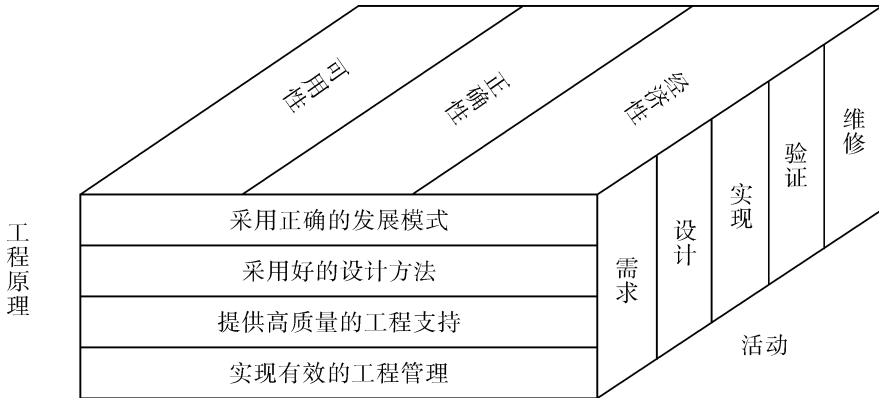 可用性
正确性
经济性
工程原理
采用正确的发展模式
采用好的设计方法
提供高质量的工程支持
实现有效的工程管理
需求
设计
实现
验证
维修
活动